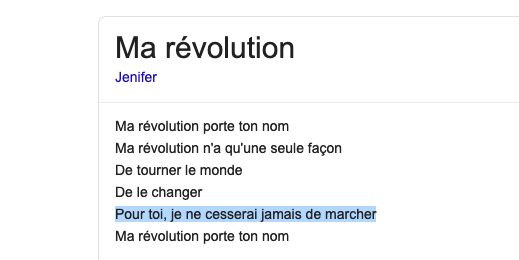 Ma révolution
Jenifer
Ma révolution porte ton nom
Ma révolution n'a qu'une seule façon
De tourner le monde
De le changer
Pour toi, je ne cesserai jamais de marcher
Ma révolution porte ton nom